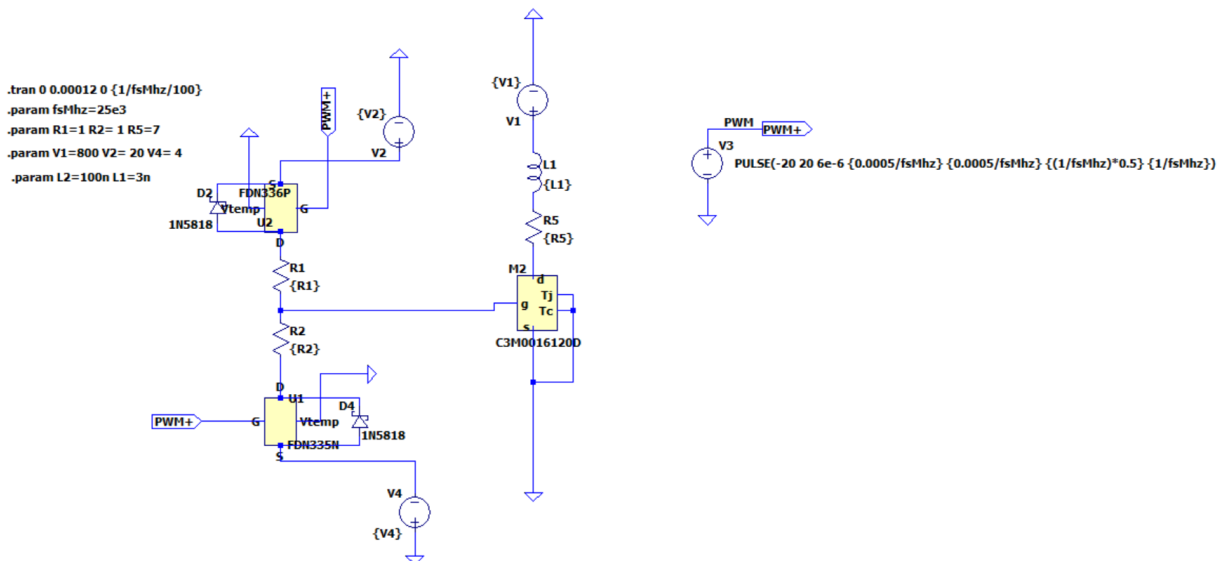 .tran 0 0.00012 0 {1/fsMhz/100}
.param fsMhz=25e3
.param R1=1 R2= 1 R5=7
.param V1=800 V2= 20 V4= 4
.param L2=100n L1=3n
PWM+
{V2}
V2
D2
1N5818
S
FDN336P
Vtemp
G
U2
D
R1
{R1}
R2
{R2}
D
U1
PWM+
G
Vtemp
D4
1N5818
FDN335N
S
V4
{V4}
{V1}
V1
L1
{L1}
R5
{R5}
M2
d
Tj
g
Tc
s
C3M0016120D
PWM
PWM+
V3
PULSE(-20 20 6e-6 {0.0005/fsMhz} {0.0005/fsMhz} {(1/fsMhz)*0.5} {1/fsMhz})